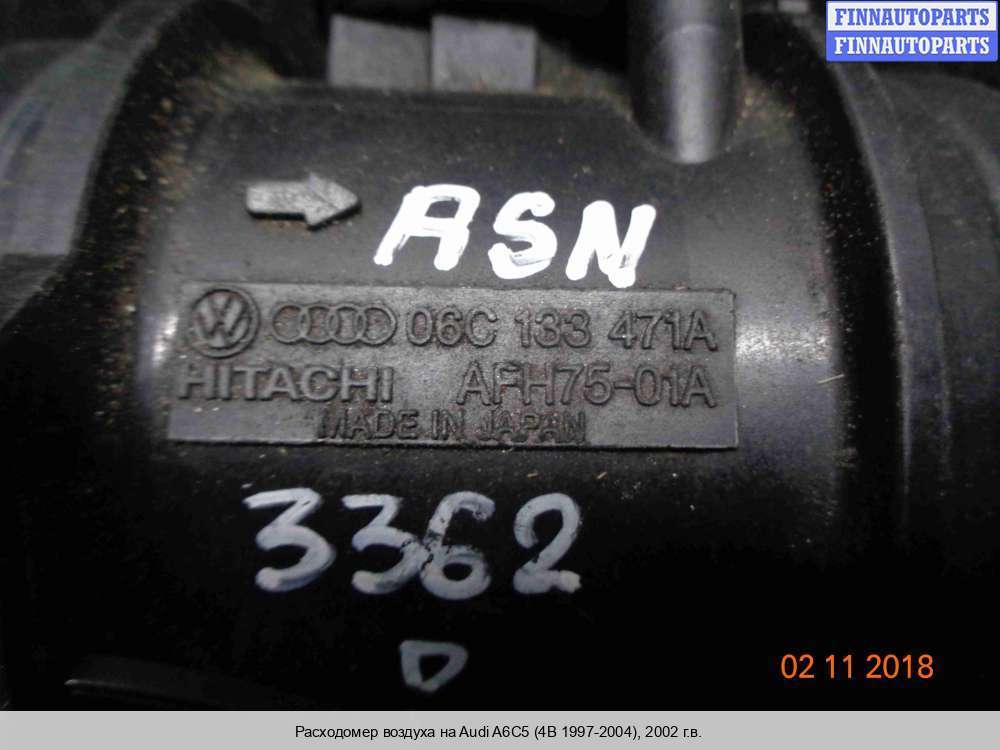 FINNAUTOPARTS
FINNAUTOPARTS
ASN
06C 133 471A
HITACHI AFH75-01A
MADE IN JAPAN
3362
02 11 2018
Расходомер воздуха на Audi A6C5 (4B 1997-2004), 2002 г.в.